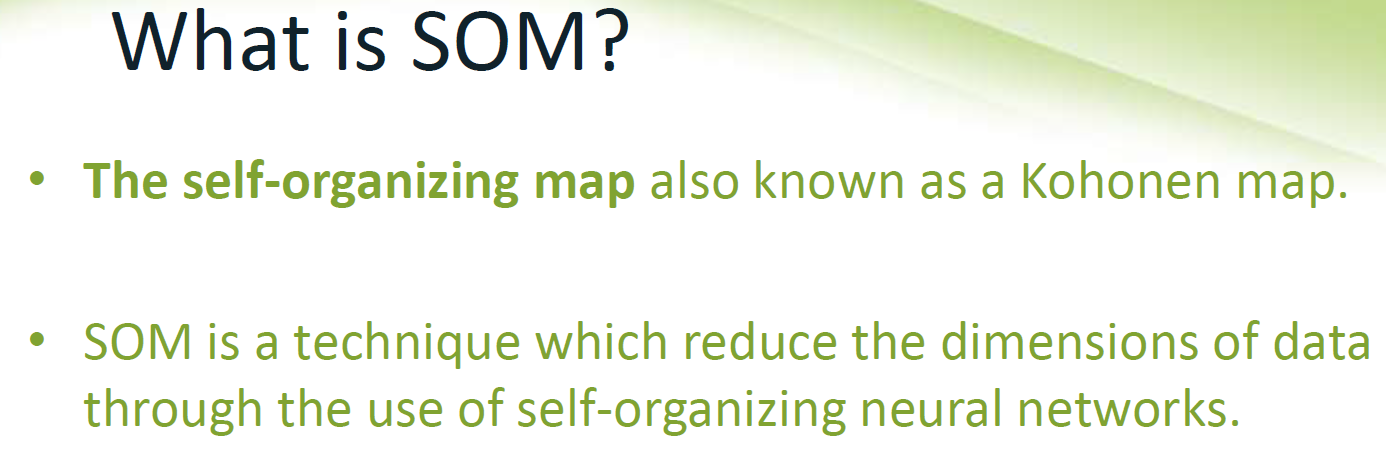 What is SOM?
• The self-organizing map also known as a Kohonen map.
• SOM is a technique which reduce the dimensions of data
through the use of self-organizing neural networks.